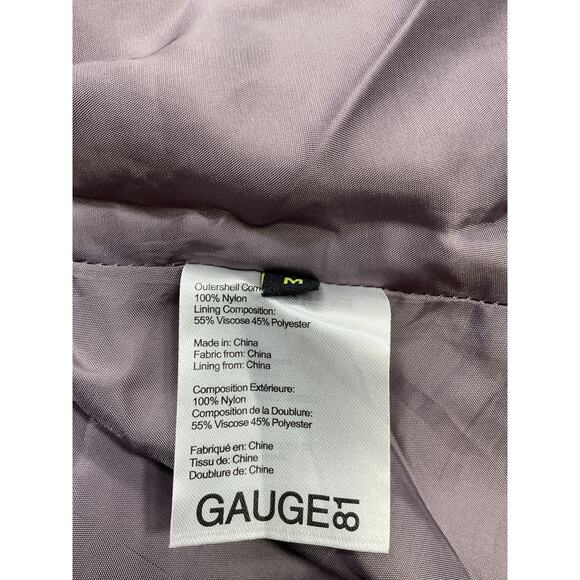 M
Outershell Com
100% Nylon
Lining Composition:
55% Viscose 45% Polyester
Made in: China
Fabric from: China
Lining from: China
Composition Extérieure:
100% Nylon
Composition de la Doublure:
55% Viscose 45% Polyester
Fabriqué en: Chine
Tissu de: Chine
Doublure de: Chine
GAUGE81